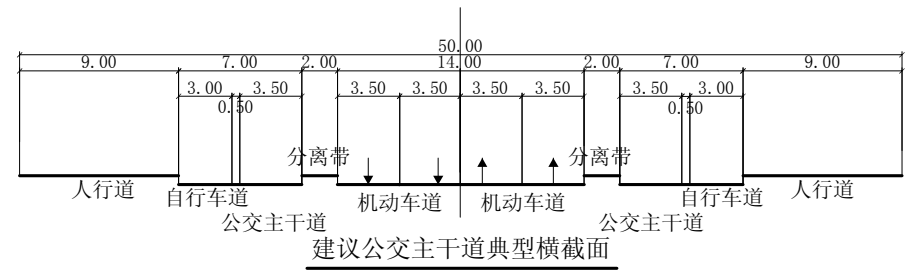 50.00
9.00 7.00 2.00 14.00 2.00 7.00 9.00
3.00 3.50 3.50 3.50 3.50 3.50 3.50 3.00
0.50 0.50
分离带 分离带
人行道 自行车道 机动车道 机动车道 自行车道 人行道
公交主干道 公交主干道
建议公交主干道典型横截面